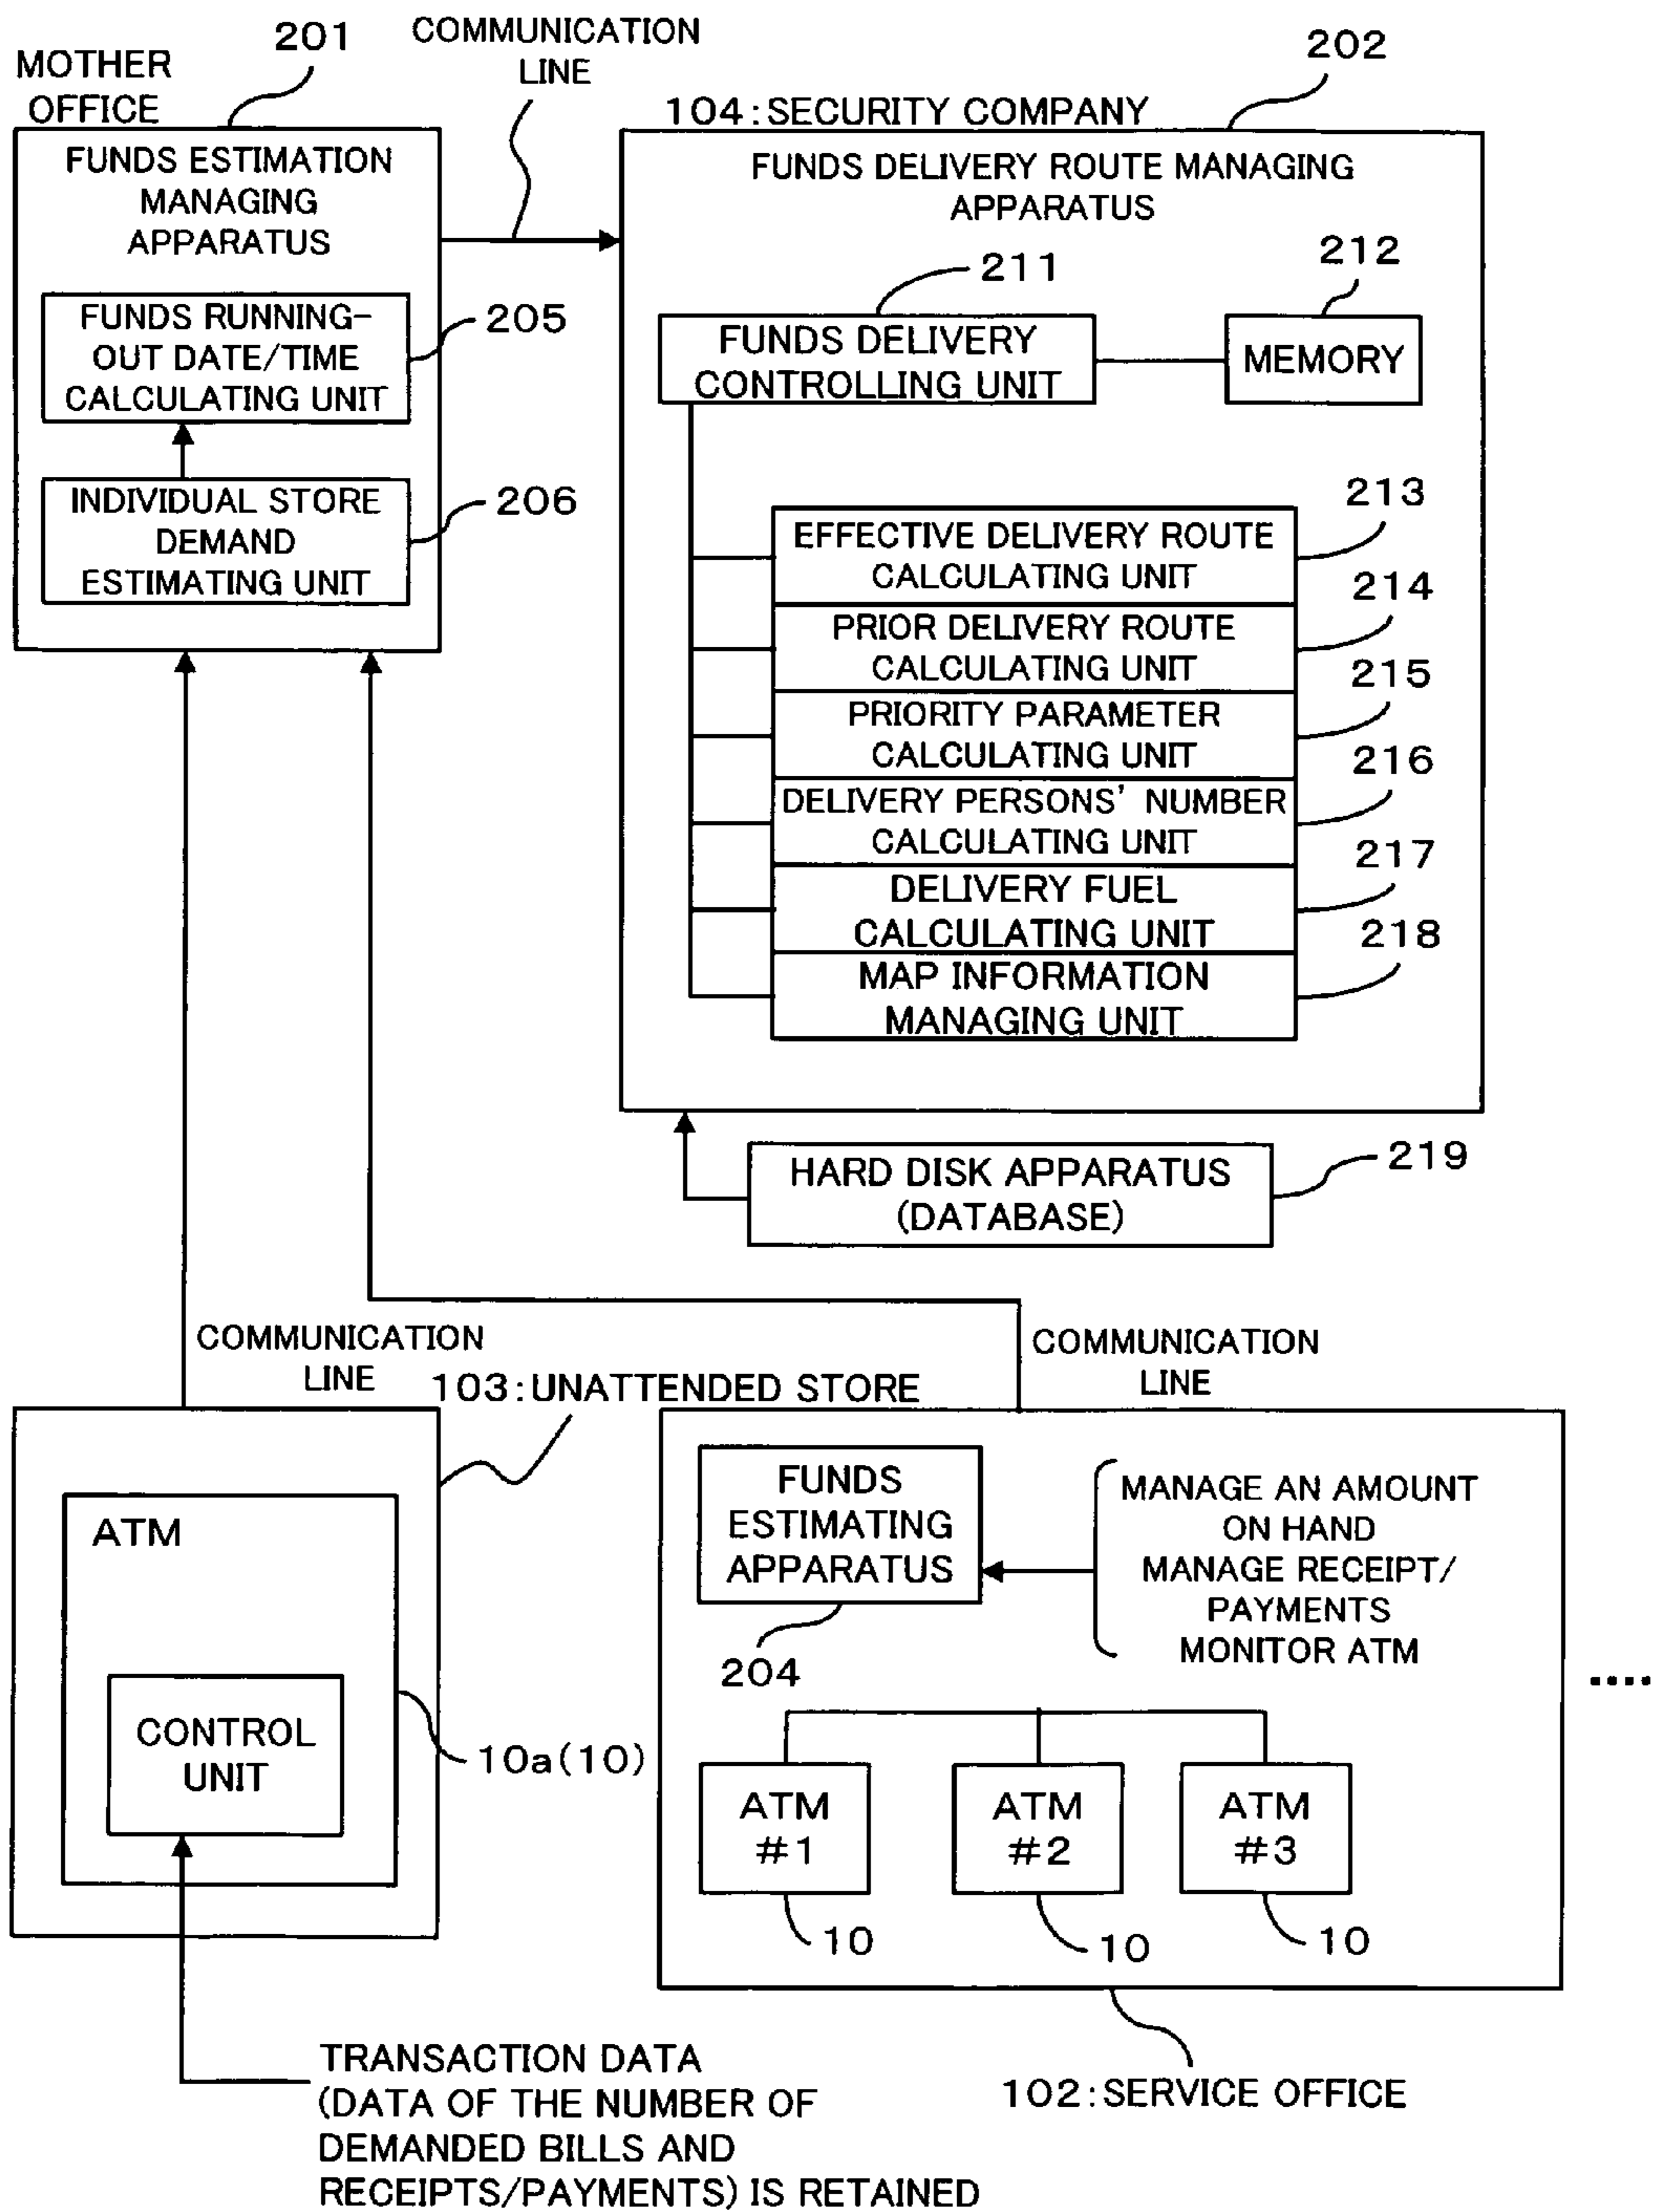 201
COMMUNICATION
LINE
MOTHER
OFFICE
202
104:SECURITY COMPANY
FUNDS ESTIMATION
MANAGING
APPARATUS
FUNDS RUNNING-
OUT DATE/TIME
CALCULATING UNIT
205
INDIVIDUAL STORE
DEMAND
ESTIMATING UNIT
206
FUNDS DELIVERY ROUTE MANAGING
APPARATUS
211
212
FUNDS DELIVERY
CONTROLLING UNIT
MEMORY
213
EFFECTIVE DELIVERY ROUTE
CALCULATING UNIT
214
PRIOR DELIVERY ROUTE
CALCULATING UNIT
215
PRIORITY PARAMETER
CALCULATING UNIT
216
DELIVERY PERSONS' NUMBER
CALCULATING UNIT
217
DELIVERY FUEL
CALCULATING UNIT
218
MAP INFORMATION
MANAGING UNIT
219
HARD DISK APPARATUS
(DATABASE)
COMMUNICATION
LINE
COMMUNICATION
LINE
103:UNATTENDED STORE
ATM
CONTROL
UNIT
10a(10)
FUNDS
ESTIMATING
APPARATUS
204
MANAGE AN AMOUNT
ON HAND
MANAGE RECEIPT/
PAYMENTS
MONITOR ATM
....
ATM
#1
ATM
#2
ATM
#3
10
10
10
102:SERVICE OFFICE
TRANSACTION DATA
(DATA OF THE NUMBER OF
DEMANDED BILLS AND
RECEIPTS/PAYMENTS) IS RETAINED